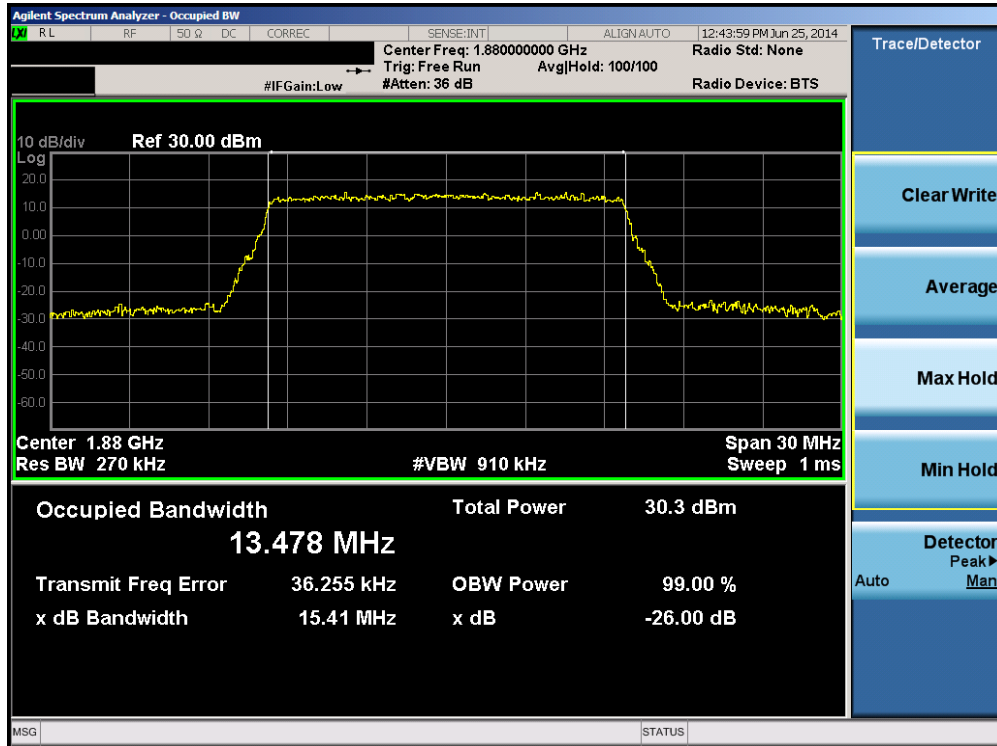 Agilent Spectrum Analyzer - Occupied BW
LXI RL RF 50 Ω DC CORREC SENSE:INT ALIGN AUTO 12:43:59 PM Jun 25, 2014
Center Freq: 1.880000000 GHz Radio Std: None
Trig: Free Run Avg|Hold: 100/100
#IFGain:Low #Atten: 36 dB Radio Device: BTS
10 dB/div Ref 30.00 dBm
Log
20.0
10.0
0.00
-10.0
-20.0
-30.0
-40.0
-50.0
-60.0
Center 1.88 GHz Span 30 MHz
Res BW 270 kHz #VBW 910 kHz Sweep 1 ms
Occupied Bandwidth Total Power 30.3 dBm
13.478 MHz
Transmit Freq Error 36.255 kHz OBW Power 99.00 %
x dB Bandwidth 15.41 MHz x dB -26.00 dB
MSG STATUS
Trace/Detector
Clear Write
Average
Max Hold
Min Hold
Detector
Peak▶
Auto Man